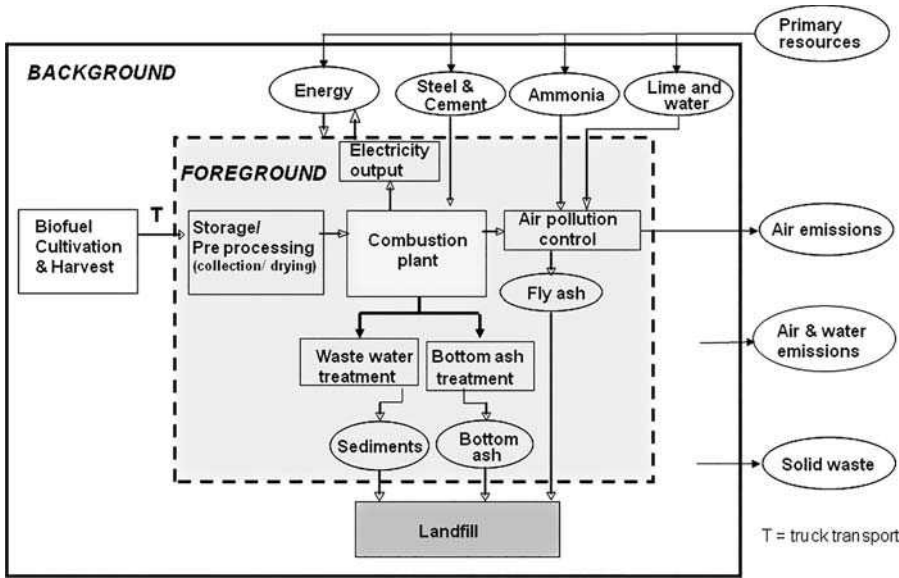 Primary
resources
BACKGROUND
Energy
Steel &
Cement
Ammonia
Lime and
water
Electricity
output
FOREGROUND
T
Biofuel
Cultivation
& Harvest
Storage/
Pre processing
(collection/ drying)
Combustion
plant
Air pollution
control
Air emissions
Fly ash
Waste water
treatment
Bottom ash
treatment
Air & water
emissions
Sediments
Bottom
ash
Solid waste
Landfill
T = truck transport